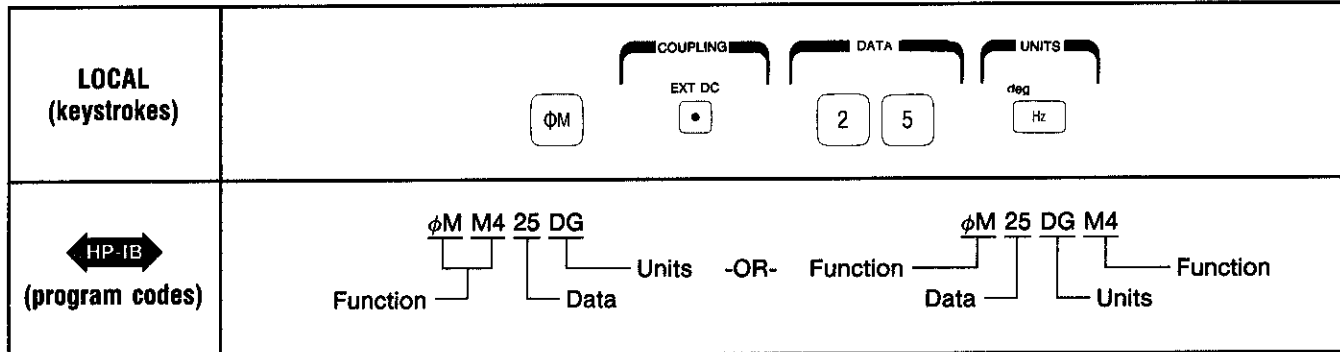 LOCAL
(keystrokes)
COUPLING
DATA
UNITS
EXT DC
deg
ΦM
•
2
5
Hz
HP-IB
(program codes)
ϕM M4 25 DG
Units
Function
Data
-OR-
ϕM 25 DG M4
Function
Function
Data
Units